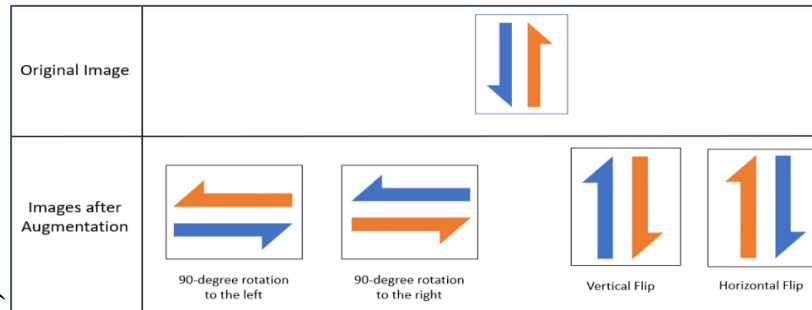 Original Image
Images after
Augmentation
90-degree rotation
to the left
90-degree rotation
to the right
Vertical Flip
Horizontal Flip